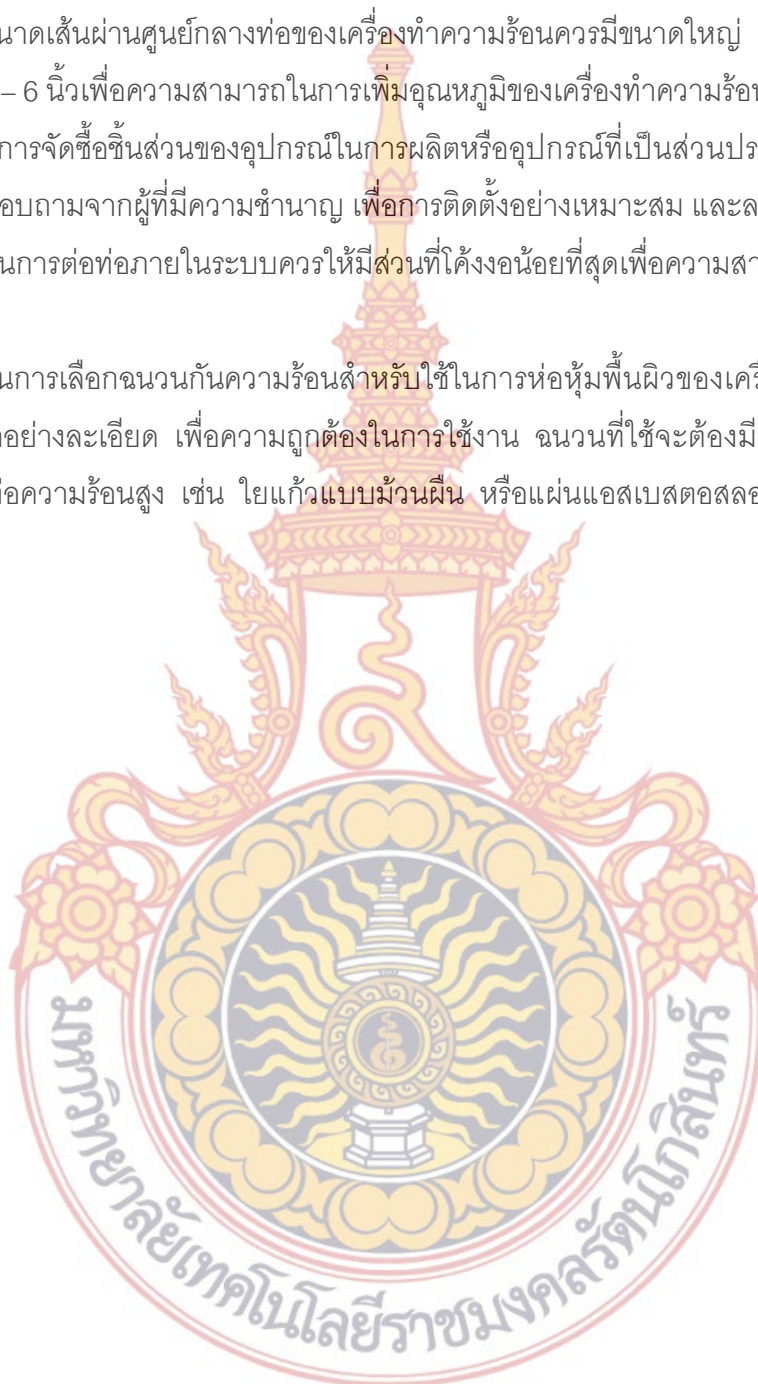 นาดเส้นผ่านศูนย์กลางท่อของเครื่องทำความร้อนควรมีขนาดใหญ่
– 6 นิ้วเพื่อความสามารถในการเพิ่มอุณหภูมิของเครื่องทำความร้อน
การจัดซื้อชิ้นส่วนของอุปกรณ์ในการผลิตหรืออุปกรณ์ที่เป็นส่วนประ
อบถามจากผู้ที่มีความชำนาญ เพื่อการติดตั้งอย่างเหมาะสม และล
นการต่อท่อภายในระบบควรให้มีส่วนที่โค้งงอน้อยที่สุดเพื่อความสา
นการเลือกฉนวนกันความร้อนสำหรับใช้ในการห่อหุ้มพื้นผิวของเครื
อย่างละเอียด เพื่อความถูกต้องในการใช้งาน ฉนวนที่ใช้จะต้องมี
่อความร้อนสูง เช่น ใยแก้วแบบม้วนผืน หรือแผ่นแอสเบสตอสลอ
มหาวิทยาลัยเทคโนโลยีราชมงคลรัตนโกสินทร์